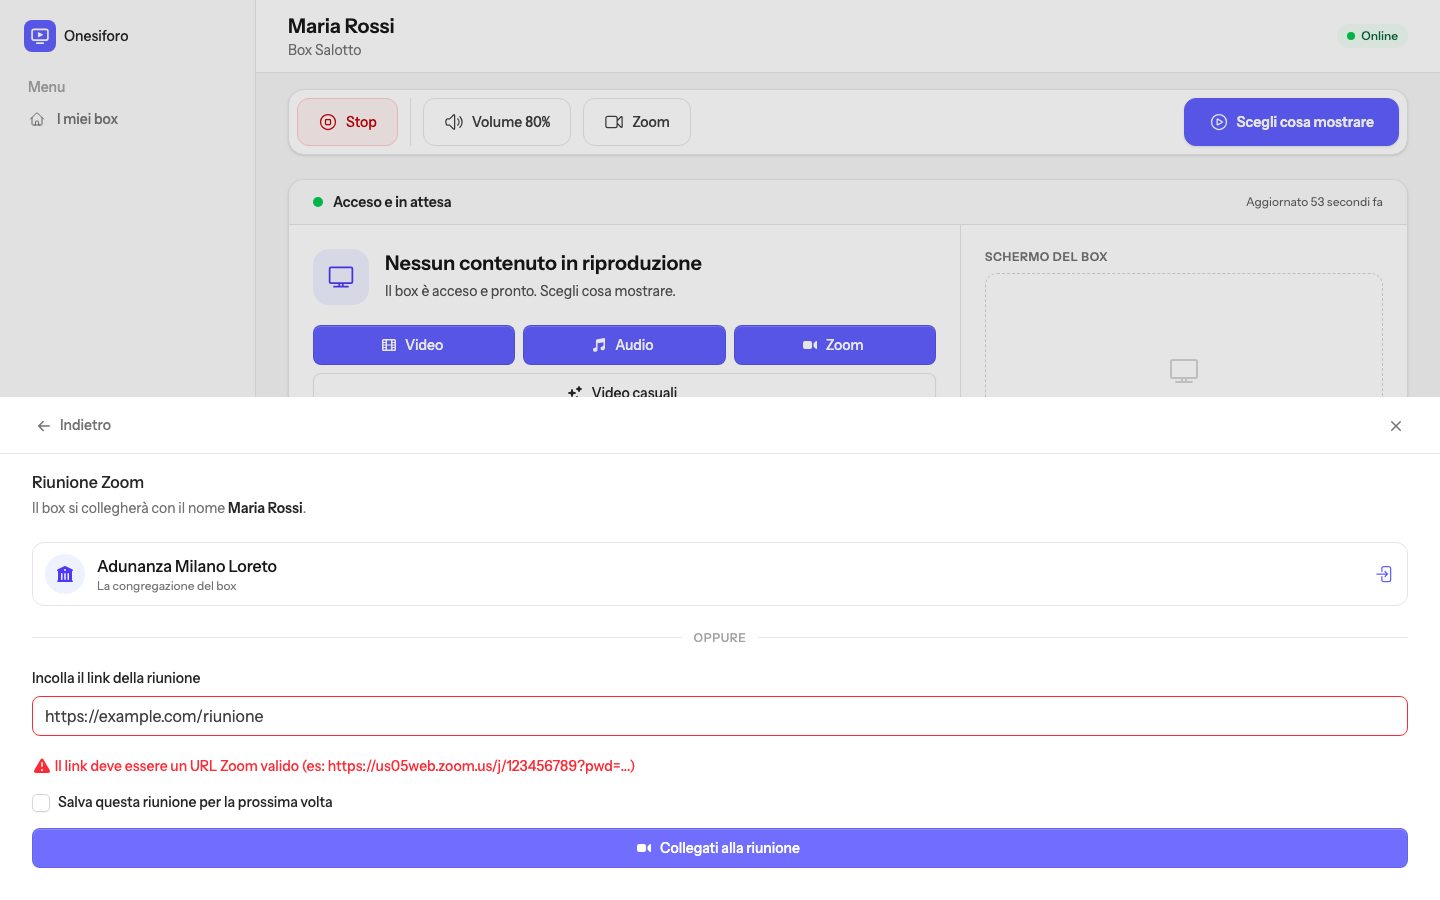 Onesiforo
Menu
I miei box
Maria Rossi
Box Salotto
Online
Stop
Volume 80%
Zoom
Scegli cosa mostrare
Acceso e in attesa
Aggiornato 53 secondi fa
Nessun contenuto in riproduzione
Il box è acceso e pronto. Scegli cosa mostrare.
Video
Audio
Zoom
Video casuali
SCHERMO DEL BOX
Indietro
Riunione Zoom
Il box si collegherà con il nome Maria Rossi.
Adunanza Milano Loreto
La congregazione del box
OPPURE
Incolla il link della riunione
https://example.com/riunione
Il link deve essere un URL Zoom valido (es: https://us05web.zoom.us/j/123456789?pwd=...)
Salva questa riunione per la prossima volta
Collegati alla riunione